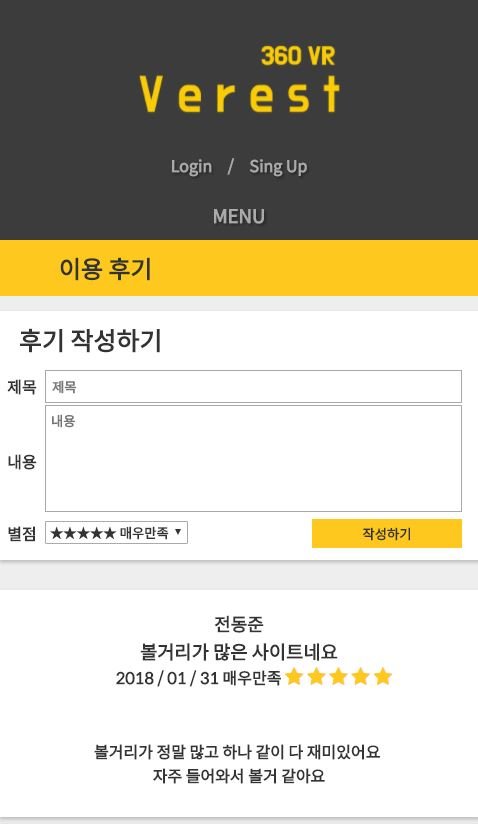 360 VR
Verest
Login / Sing Up
MENU
이용 후기
후기 작성하기
제목 제목
내용 내용
별점 ★★★★★ 매우만족 ▼ 작성하기
전동준
볼거리가 많은 사이트네요
2018 / 01 / 31 매우만족 ★★★★★
볼거리가 정말 많고 하나 같이 다 재미있어요
자주 들어와서 볼거 같아요